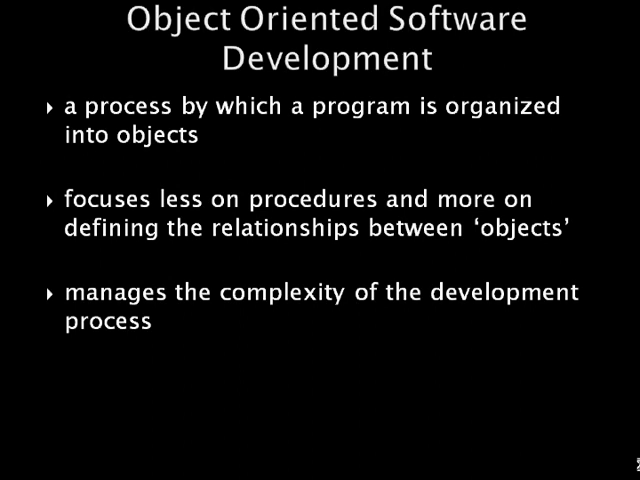 Object Oriented Software
Development
a process by which a program is organized
into objects
focuses less on procedures and more on
defining the relationships between ‘objects’
manages the complexity of the development
process